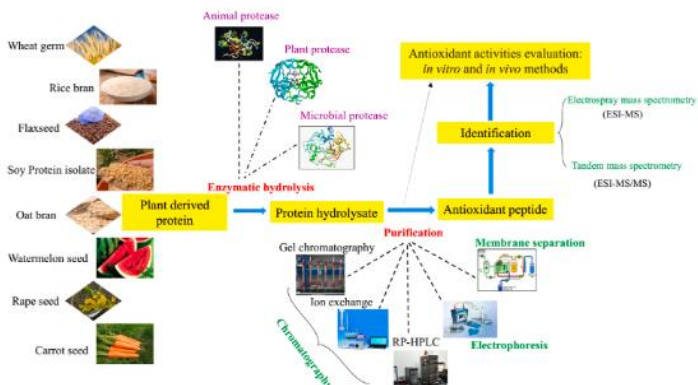 Wheat germ
Rice bran
Flaxseed
Soy Protein isolate
Oat bran
Watermelon seed
Rape seed
Carrot seed
Animal protease
Plant protease
Microbial protease
Enzymatic hydrolysis
Plant derived
protein
Protein hydrolysate
Antioxidant peptide
Identification
Antioxidant activities evaluation:
in vitro and in vivo methods
Electrospray mass spectrometry
(ESI-MS)
Tandem mass spectrometry
(ESI-MS/MS)
Purification
Gel chromatography
Ion exchange
RP-HPLC
Chromatography
Electrophoresis
Membrane separation